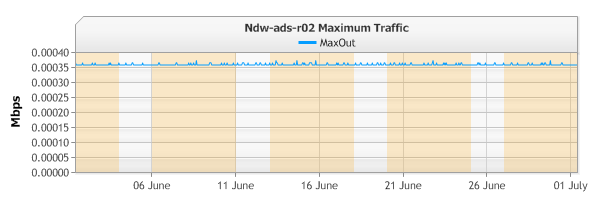 Ndw-ads-r02 Maximum Traffic
MaxOut
Mbps
0.00040
0.00035
0.00030
0.00025
0.00020
0.00015
0.00010
0.00005
0.00000
06 June 11 June 16 June 21 June 26 June 01 July